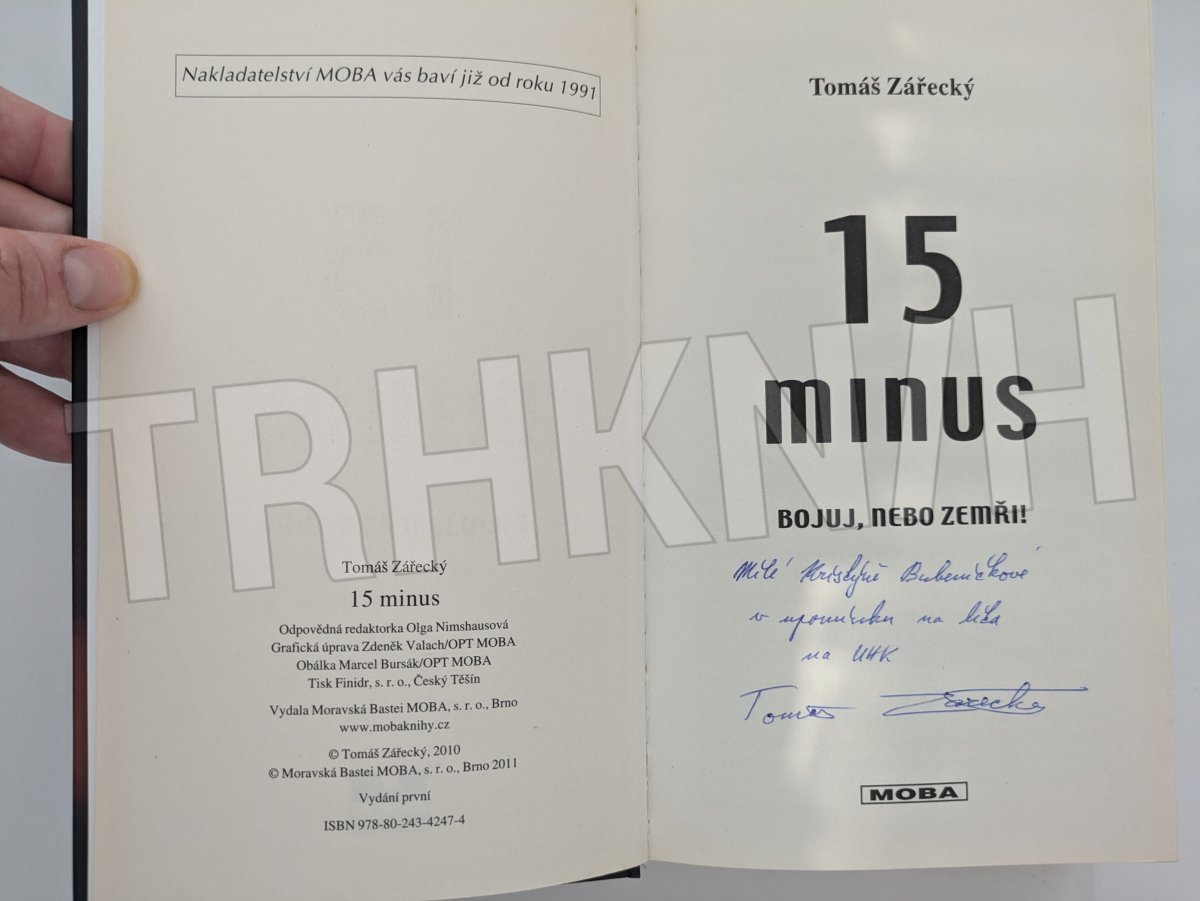 Nakladatelství MOBA vás baví již od roku 1991
Tomáš Zářecký
15 minus
Odpovědná redaktorka Olga Nimshausová
Grafická úprava Zdeněk Valach/OPT MOBA
Obálka Marcel Bursák/OPT MOBA
Tisk Finidr, s. r. o., Český Těšín
Vydala Moravská Bastei MOBA, s. r. o., Brno
www.mobaknihy.cz
© Tomáš Zářecký, 2010
© Moravská Bastei MOBA, s. r. o., Brno 2011
Vydání první
ISBN 978-80-243-4247-4
Tomáš Zářecký
15
MINUS
BOJUJ, NEBO ZEMŘI!
Milé Kristýně Bubeníčkové
v upomínku na léta
na UHK
Tomáš Zářecký
MOBA
TRHKNIH